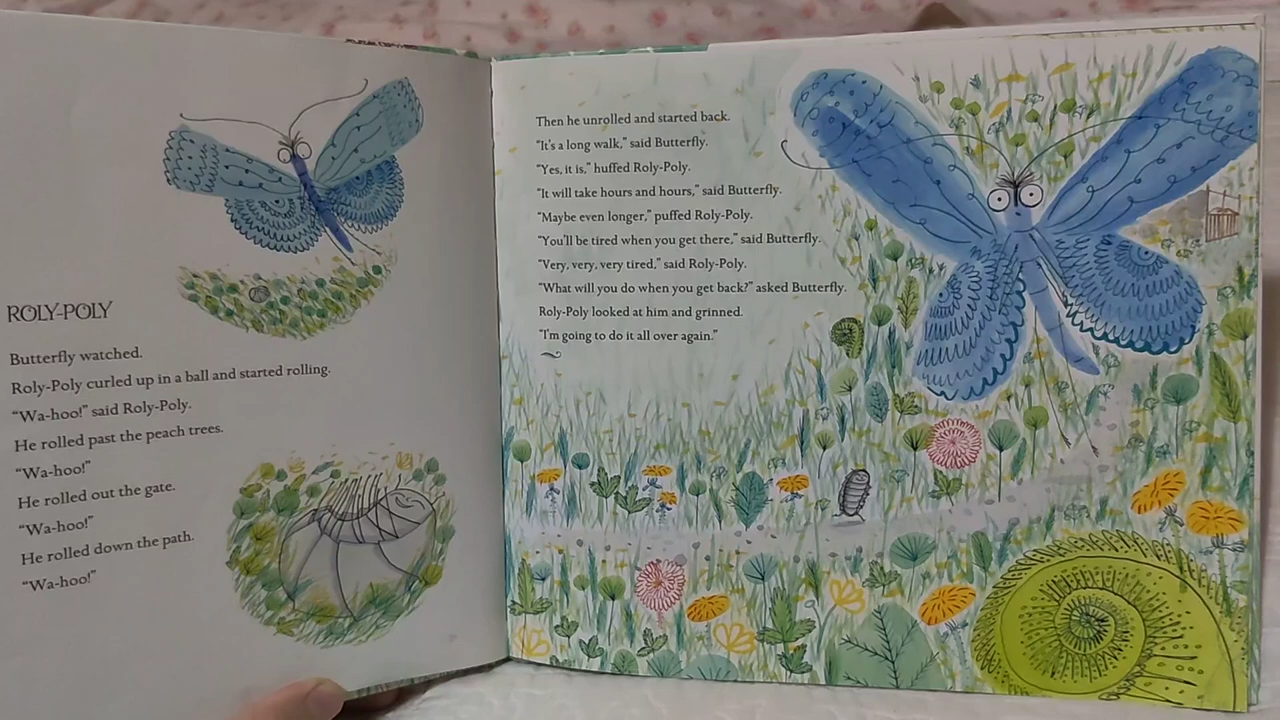 ROLY-POLY
Butterfly watched.
Roly-Poly curled up in a ball and started rolling.
“Wa-hoo!” said Roly-Poly.
He rolled past the peach trees.
“Wa-hoo!”
He rolled out the gate.
“Wa-hoo!”
He rolled down the path.
“Wa-hoo!”
Then he unrolled and started back.
“It’s a long walk,” said Butterfly.
“Yes, it is,” huffed Roly-Poly.
“It will take hours and hours,” said Butterfly.
“Maybe even longer,” puffed Roly-Poly.
“You’ll be tired when you get there,” said Butterfly.
“Very, very, very tired,” said Roly-Poly.
“What will you do when you get back?” asked Butterfly.
Roly-Poly looked at him and grinned.
“I’m going to do it all over again.”